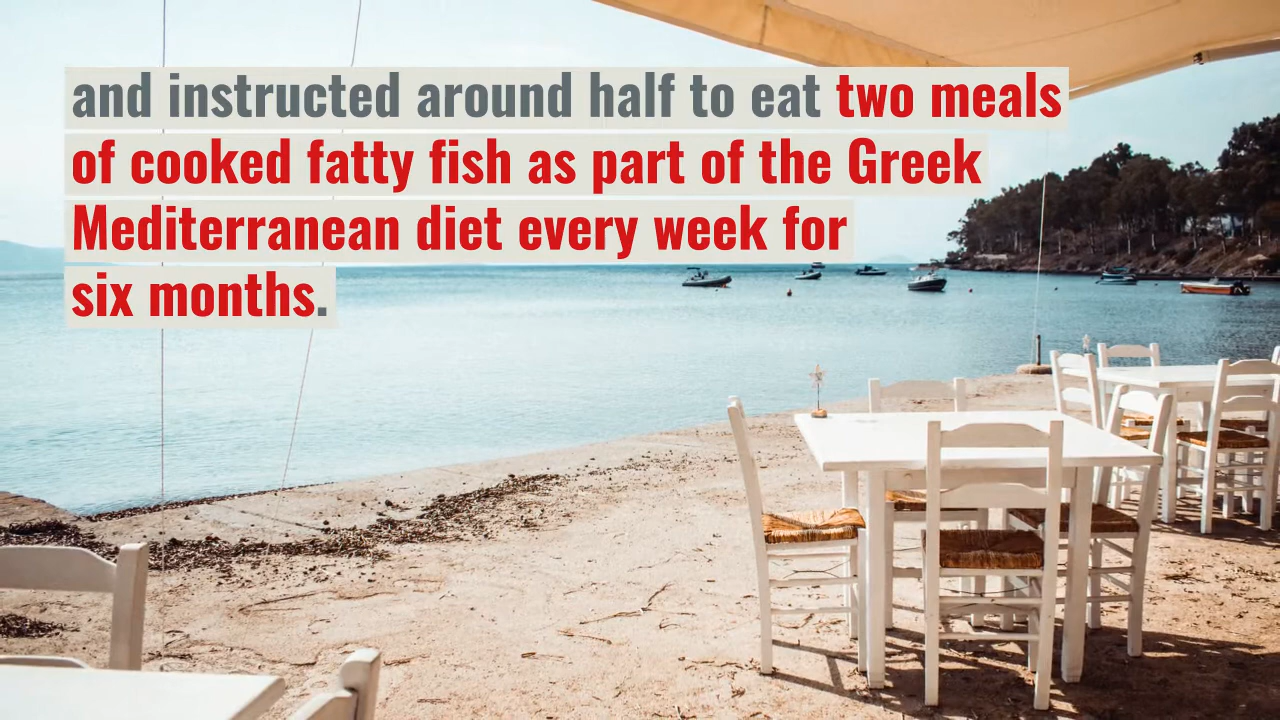 and instructed around half to eat two meals
of cooked fatty fish as part of the Greek
Mediterranean diet every week for
six months.